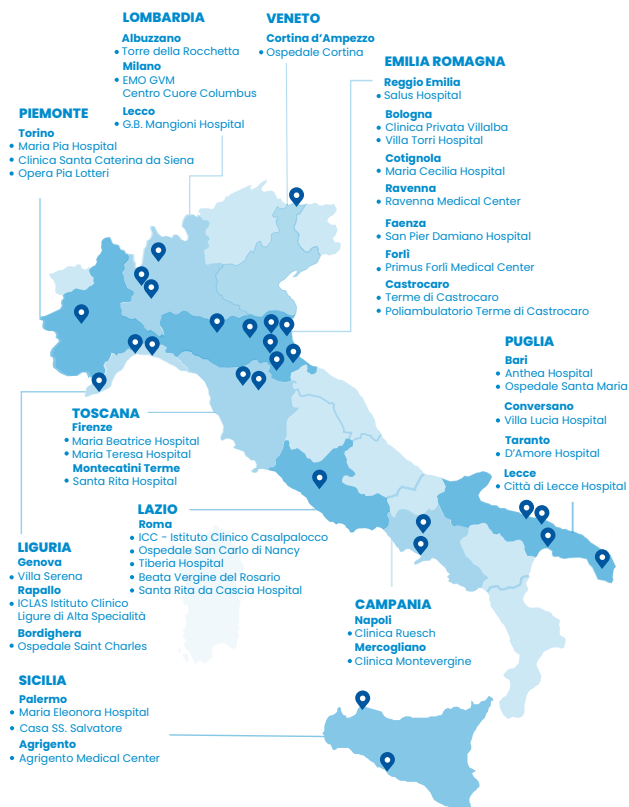 LOMBARDIA
Albuzzano
• Torre della Rocchetta
Milano
• EMO GVM
Centro Cuore Columbus
Lecco
• G.B. Mangioni Hospital
VENETO
Cortina d’Ampezzo
• Ospedale Cortina
EMILIA ROMAGNA
Reggio Emilia
• Salus Hospital
Bologna
• Clinica Privata Villalba
• Villa Torri Hospital
Cotignola
• Maria Cecilia Hospital
Ravenna
• Ravenna Medical Center
Faenza
• San Pier Damiano Hospital
Forlì
• Primus Forlì Medical Center
Castrocaro
• Terme di Castrocaro
• Poliambulatorio Terme di Castrocaro
PIEMONTE
Torino
• Maria Pia Hospital
• Clinica Santa Caterina da Siena
• Opera Pia Lotteri
PUGLIA
Bari
• Anthea Hospital
• Ospedale Santa Maria
Conversano
• Villa Lucia Hospital
Taranto
• D’Amore Hospital
Lecce
• Città di Lecce Hospital
TOSCANA
Firenze
• Maria Beatrice Hospital
• Maria Teresa Hospital
Montecatini Terme
• Santa Rita Hospital
LAZIO
Roma
• ICC - Istituto Clinico Casalpalocco
• Ospedale San Carlo di Nancy
• Tiberia Hospital
• Beata Vergine del Rosario
• Santa Rita da Cascia Hospital
LIGURIA
Genova
• Villa Serena
Rapallo
• ICLAS Istituto Clinico
Ligure di Alta Specialità
Bordighera
• Ospedale Saint Charles
CAMPANIA
Napoli
• Clinica Ruesch
Mercogliano
• Clinica Montevergine
SICILIA
Palermo
• Maria Eleonora Hospital
• Casa SS. Salvatore
Agrigento
• Agrigento Medical Center